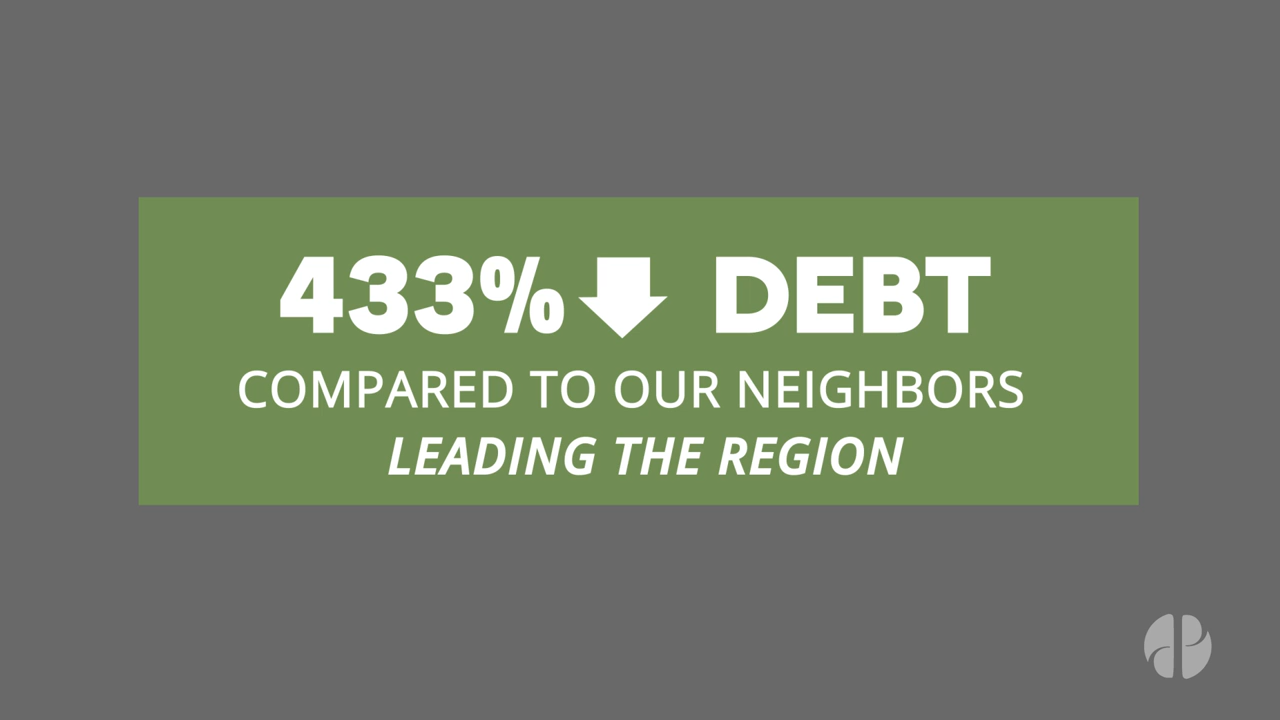 433% DEBT
COMPARED TO OUR NEIGHBORS
LEADING THE REGION